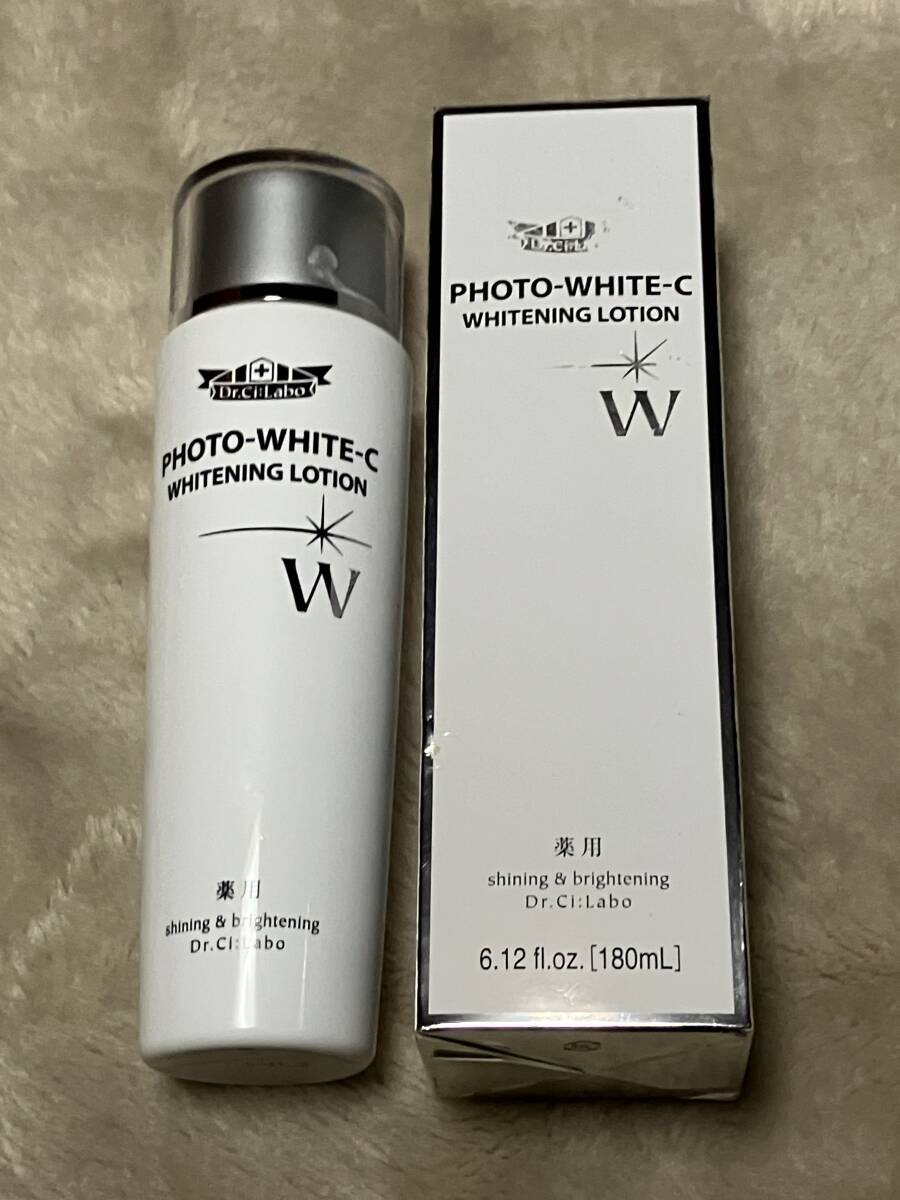 Dr.Ci:Labo
PHOTO-WHITE-C
WHITENING LOTION
W
薬用
shining & brightening
Dr.Ci:Labo
PHOTO-WHITE-C
WHITENING LOTION
W
薬用
shining & brightening
Dr.Ci:Labo
6.12 fl.oz. [180mL]